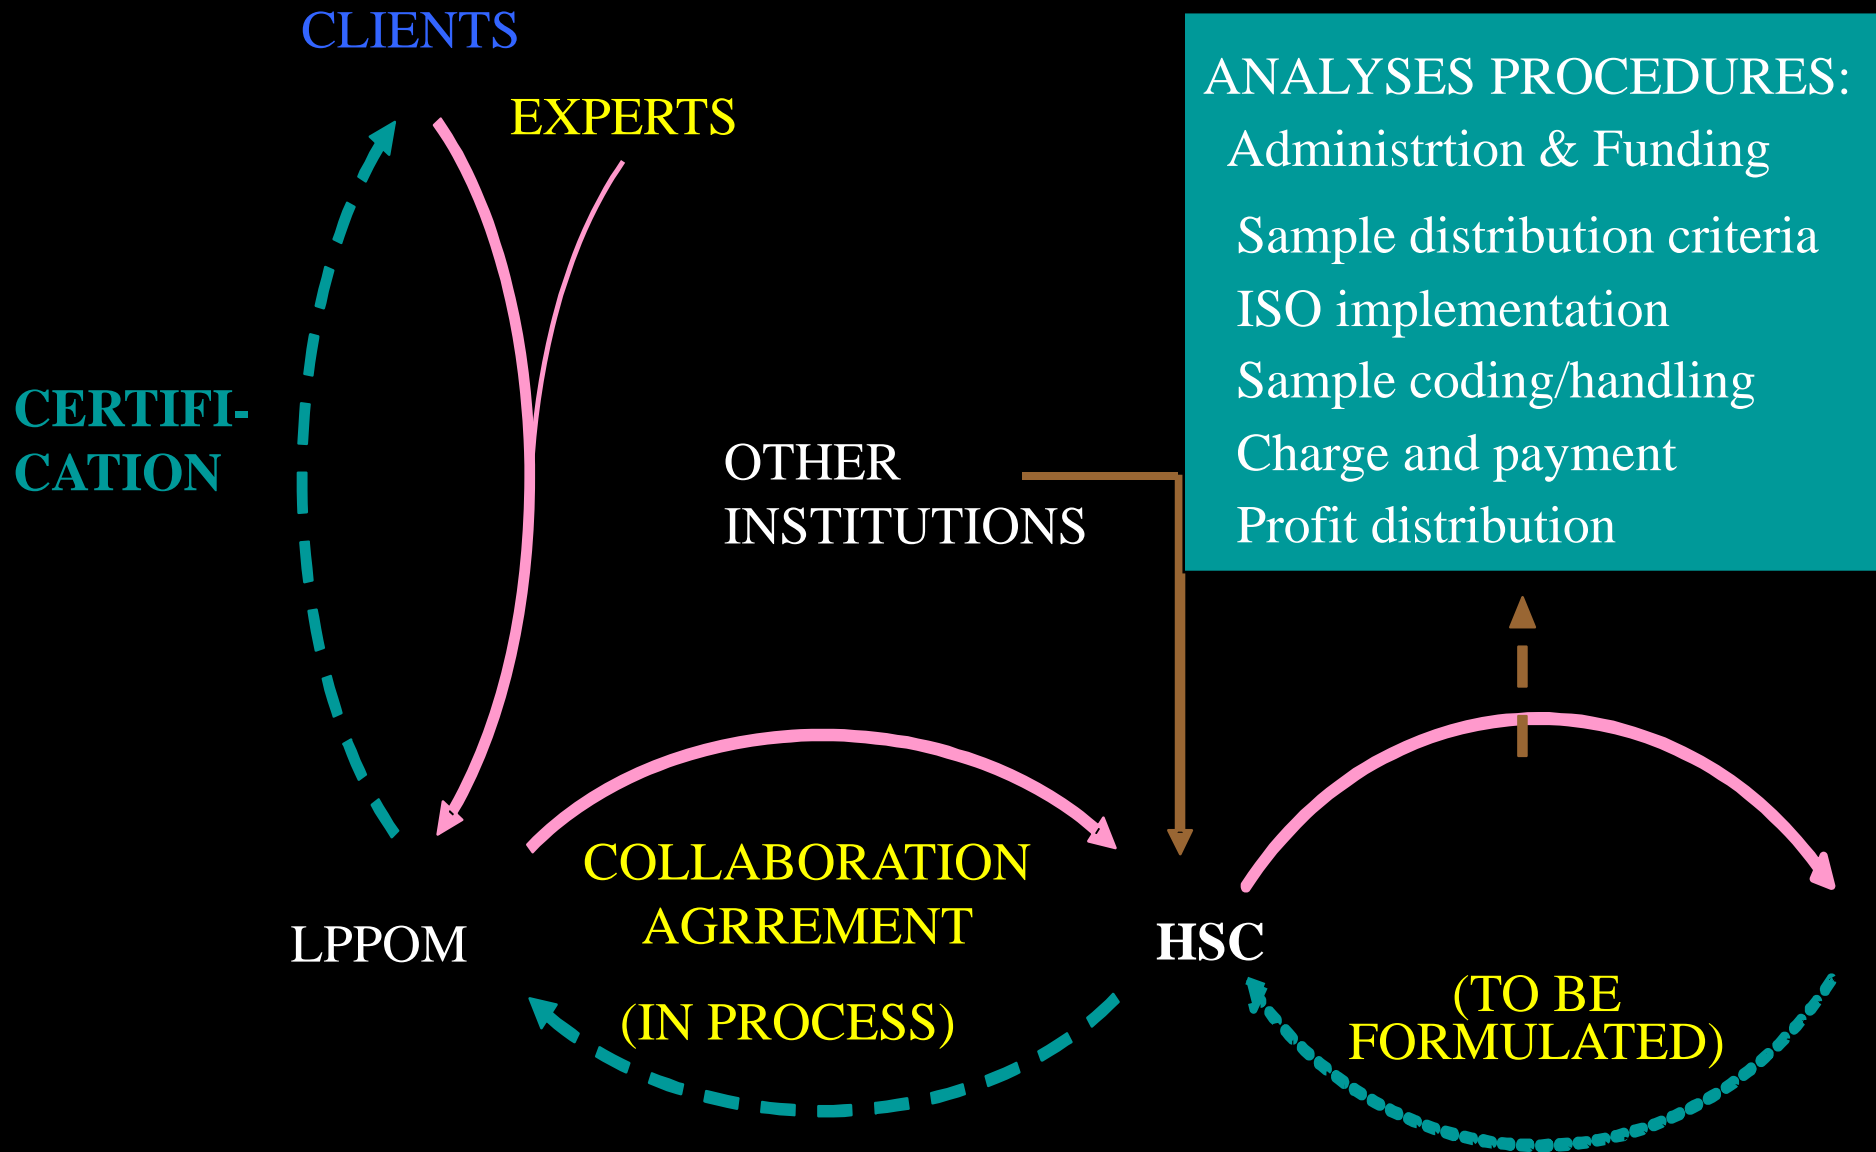 CLIENTS
EXPERTS
CERTIFI-
CATION
OTHER
INSTITUTIONS
ANALYSES PROCEDURES:
Administrtion & Funding
Sample distribution criteria
ISO implementation
Sample coding/handling
Charge and payment
Profit distribution
LPPOM
COLLABORATION
AGRREMENT
(IN PROCESS)
HSC
(TO BE
FORMULATED)